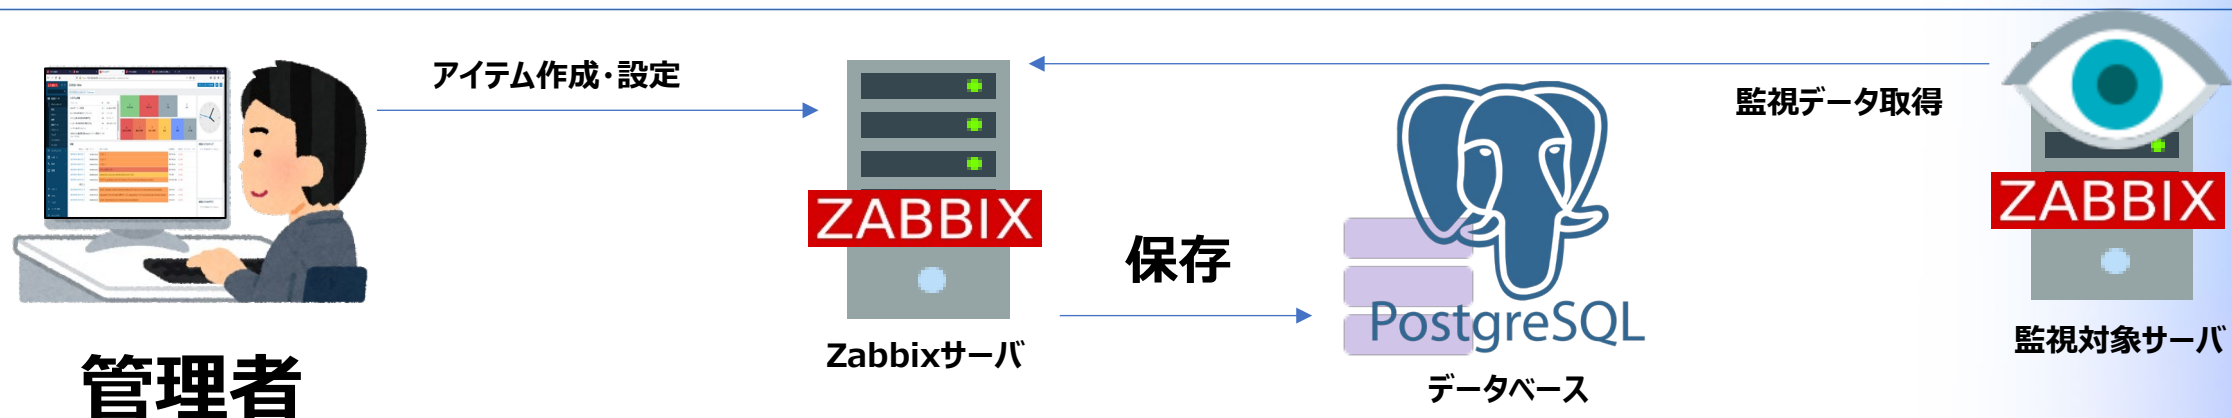 アイテム作成・設定
監視データ取得
ZABBIX
ZABBIX
保存
PostgreSQL
Zabbixサーバ
監視対象サーバ
管理者
データベース